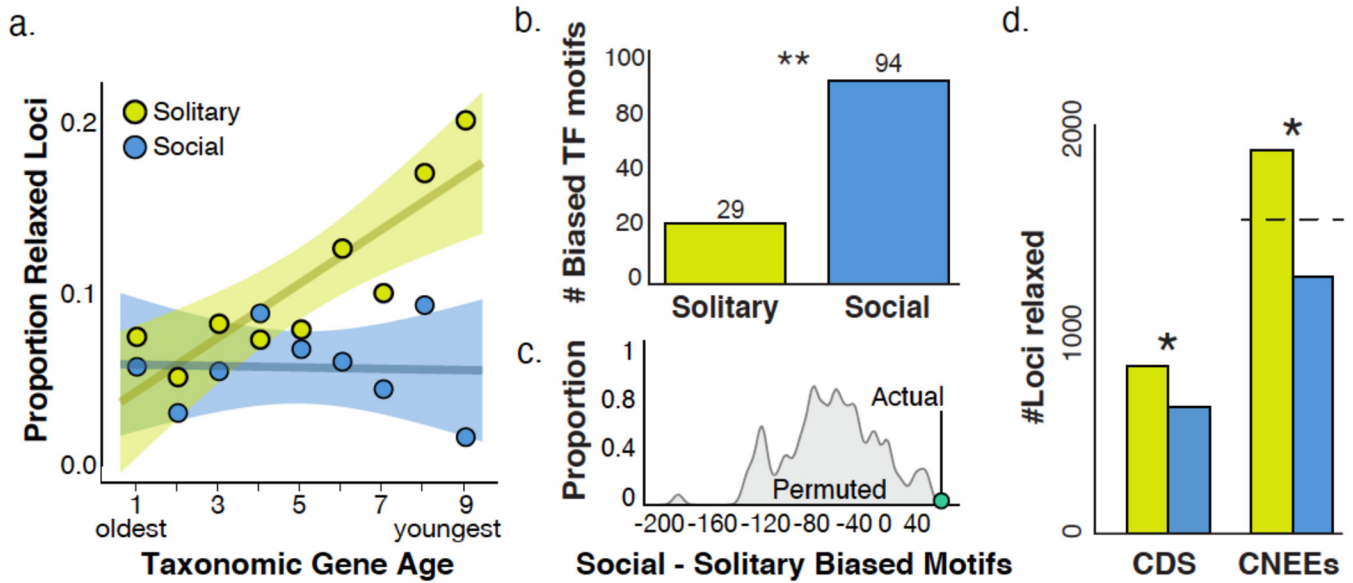 a.
Proportion Relaxed Loci
0.2
0.1
0.0
Solitary
Social
1 3 5 7 9
oldest youngest
Taxonomic Gene Age
b.
# Biased TF motifs
100
80
40
20
0
29
**
94
Solitary Social
c.
Proportion
1
0.8
0.4
0
Actual
Permuted
-200 -160 -120 -80 -40 0 40
Social - Solitary Biased Motifs
d.
#Loci relaxed
2000
1000
0
*
*
CDS CNEEs